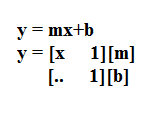 y = mx+b
y = [x 1][m]
[.. 1][b]